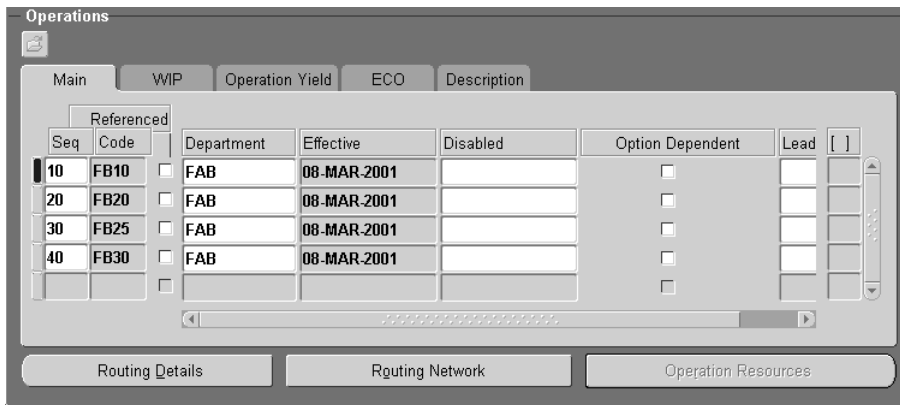 Operations
Main WIP Operation Yield ECO Description
Referenced
Seq Code Department Effective Disabled Option Dependent Lead [ ]
10 FB10 FAB 08-MAR-2001
20 FB20 FAB 08-MAR-2001
30 FB25 FAB 08-MAR-2001
40 FB30 FAB 08-MAR-2001
Routing Details Routing Network Operation Resources